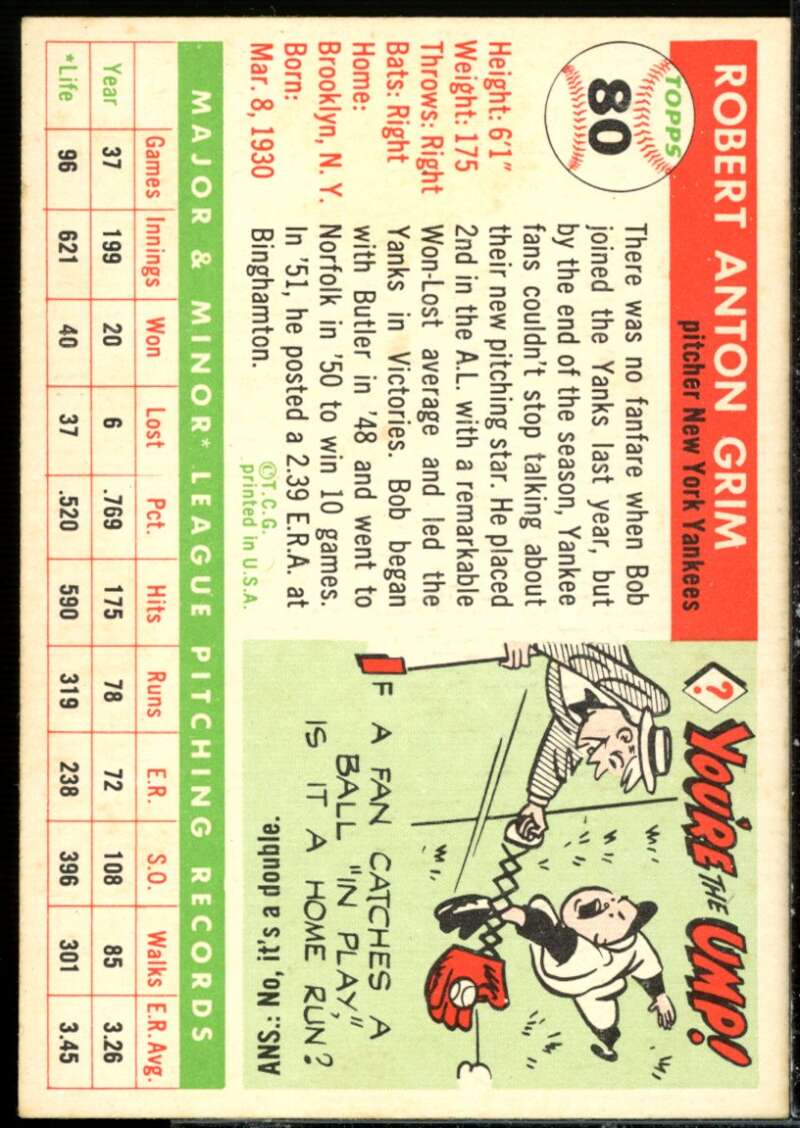 TOPPS
80
ROBERT ANTON GRIM
pitcher New York Yankees
Height: 6'1"
Weight: 175
Throws: Right
Bats: Right
Home:
Brooklyn, N. Y.
Born:
Mar. 8, 1930
There was no fanfare when Bob
joined the Yanks last year, but
by the end of the season, Yankee
fans couldn't stop talking about
their new pitching star. He placed
2nd in the A.L. with a remarkable
Won-Lost average and led the
Yanks in Victories. Bob began
with Butler in '48 and went to
Norfolk in '50 to win 10 games.
In '51, he posted a 2.39 E.R.A. at
Binghamton.
©T.C.G.
printed in U.S.A.
?
YOU'RE THE UMP!
IF A FAN CATCHES A
BALL "IN PLAY,"
IS IT A HOME RUN?
ANS.: No, it's a double.
MAJOR & MINOR* LEAGUE PITCHING RECORDS
Games Innings Won Lost Pct. Hits Runs E.R. S.O. Walks E.R.Avg.
Year 37 199 20 6 .769 175 78 72 108 85 3.26
*Life 96 621 40 37 .520 590 319 238 396 301 3.45